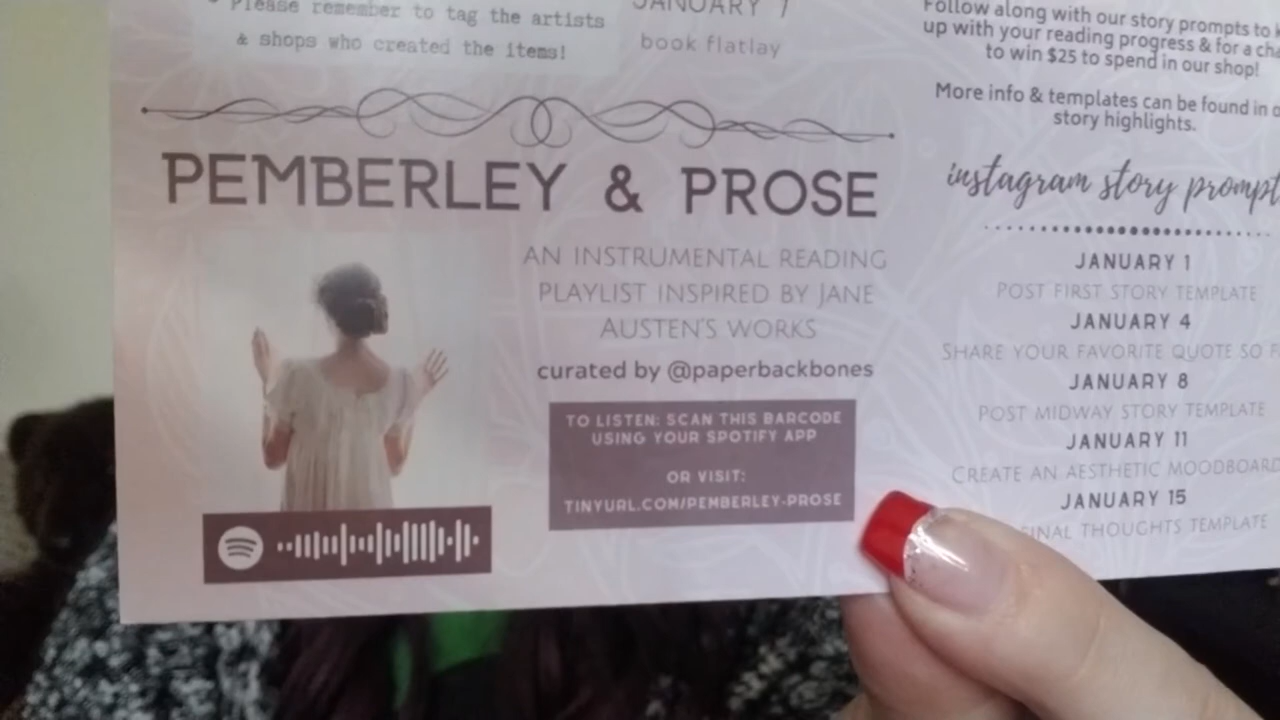 Please remember to tag the artists
& shops who created the items!
JANUARY 7
book flatlay
PEMBERLEY & PROSE
AN INSTRUMENTAL READING
PLAYLIST INSPIRED BY JANE
AUSTEN'S WORKS
curated by @paperbackbones
TO LISTEN: SCAN THIS BARCODE
USING YOUR SPOTIFY APP
OR VISIT:
TINYURL.COM/PEMBERLEY-PROSE
Follow along with our story prompts to
up with your reading progress & for a
to win $25 to spend in our shop!
More info & templates can be found in
story highlights.
instagram story
JANUARY 1
POST FIRST STORY TEMPLATE
JANUARY 4
SHARE YOUR FAVORITE QUOTE SO
JANUARY 8
POST MIDWAY STORY TEMPLATE
JANUARY 11
CREATE AN AESTHETIC MOODBOARD
JANUARY 15
THOUGHTS TEMPLATE